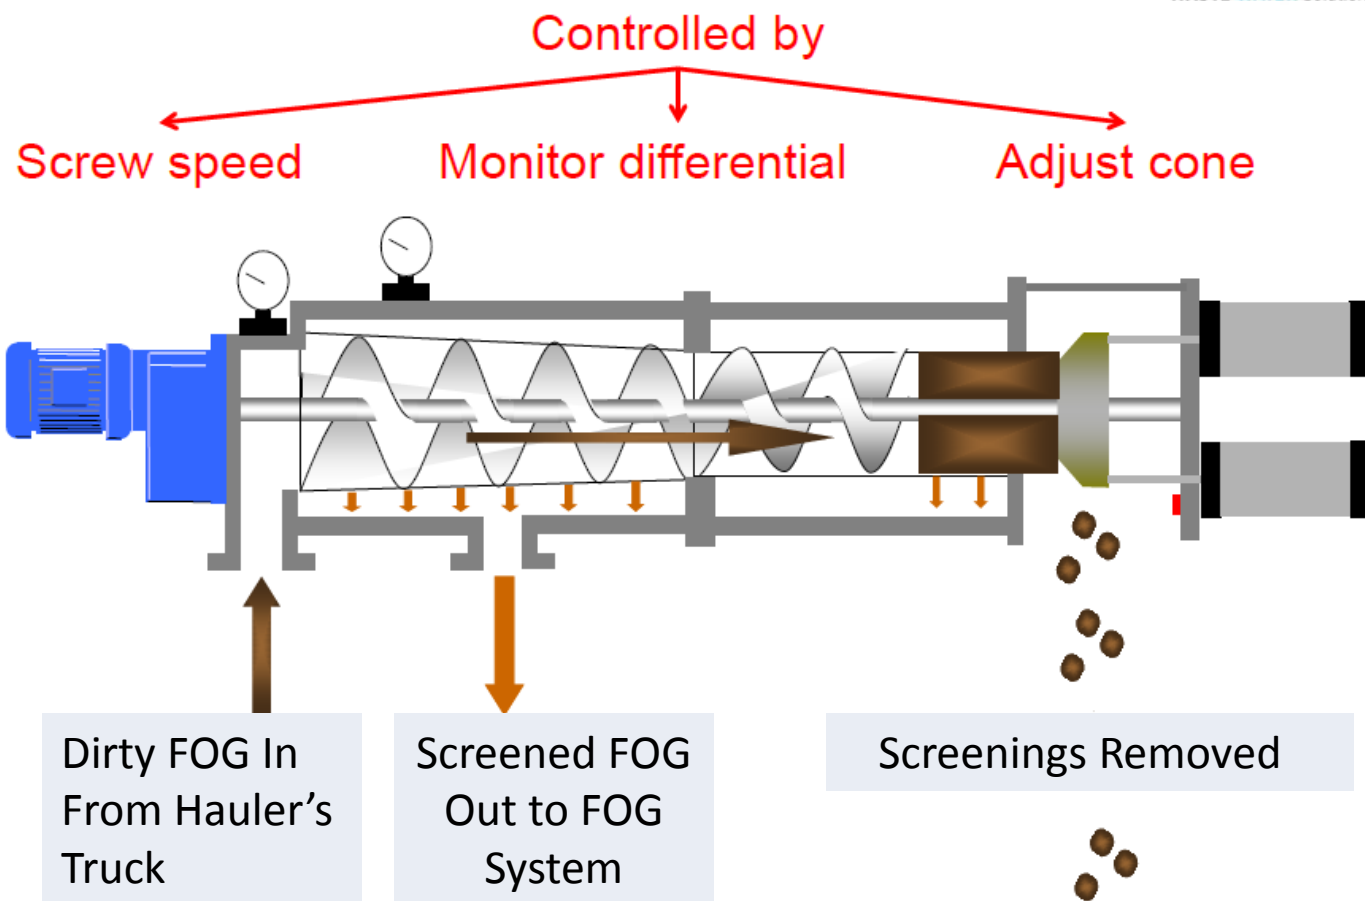 Controlled by
Screw speed
Monitor differential
Adjust cone
Dirty FOG In
From Hauler’s
Truck
Screened FOG
Out to FOG
System
Screenings Removed